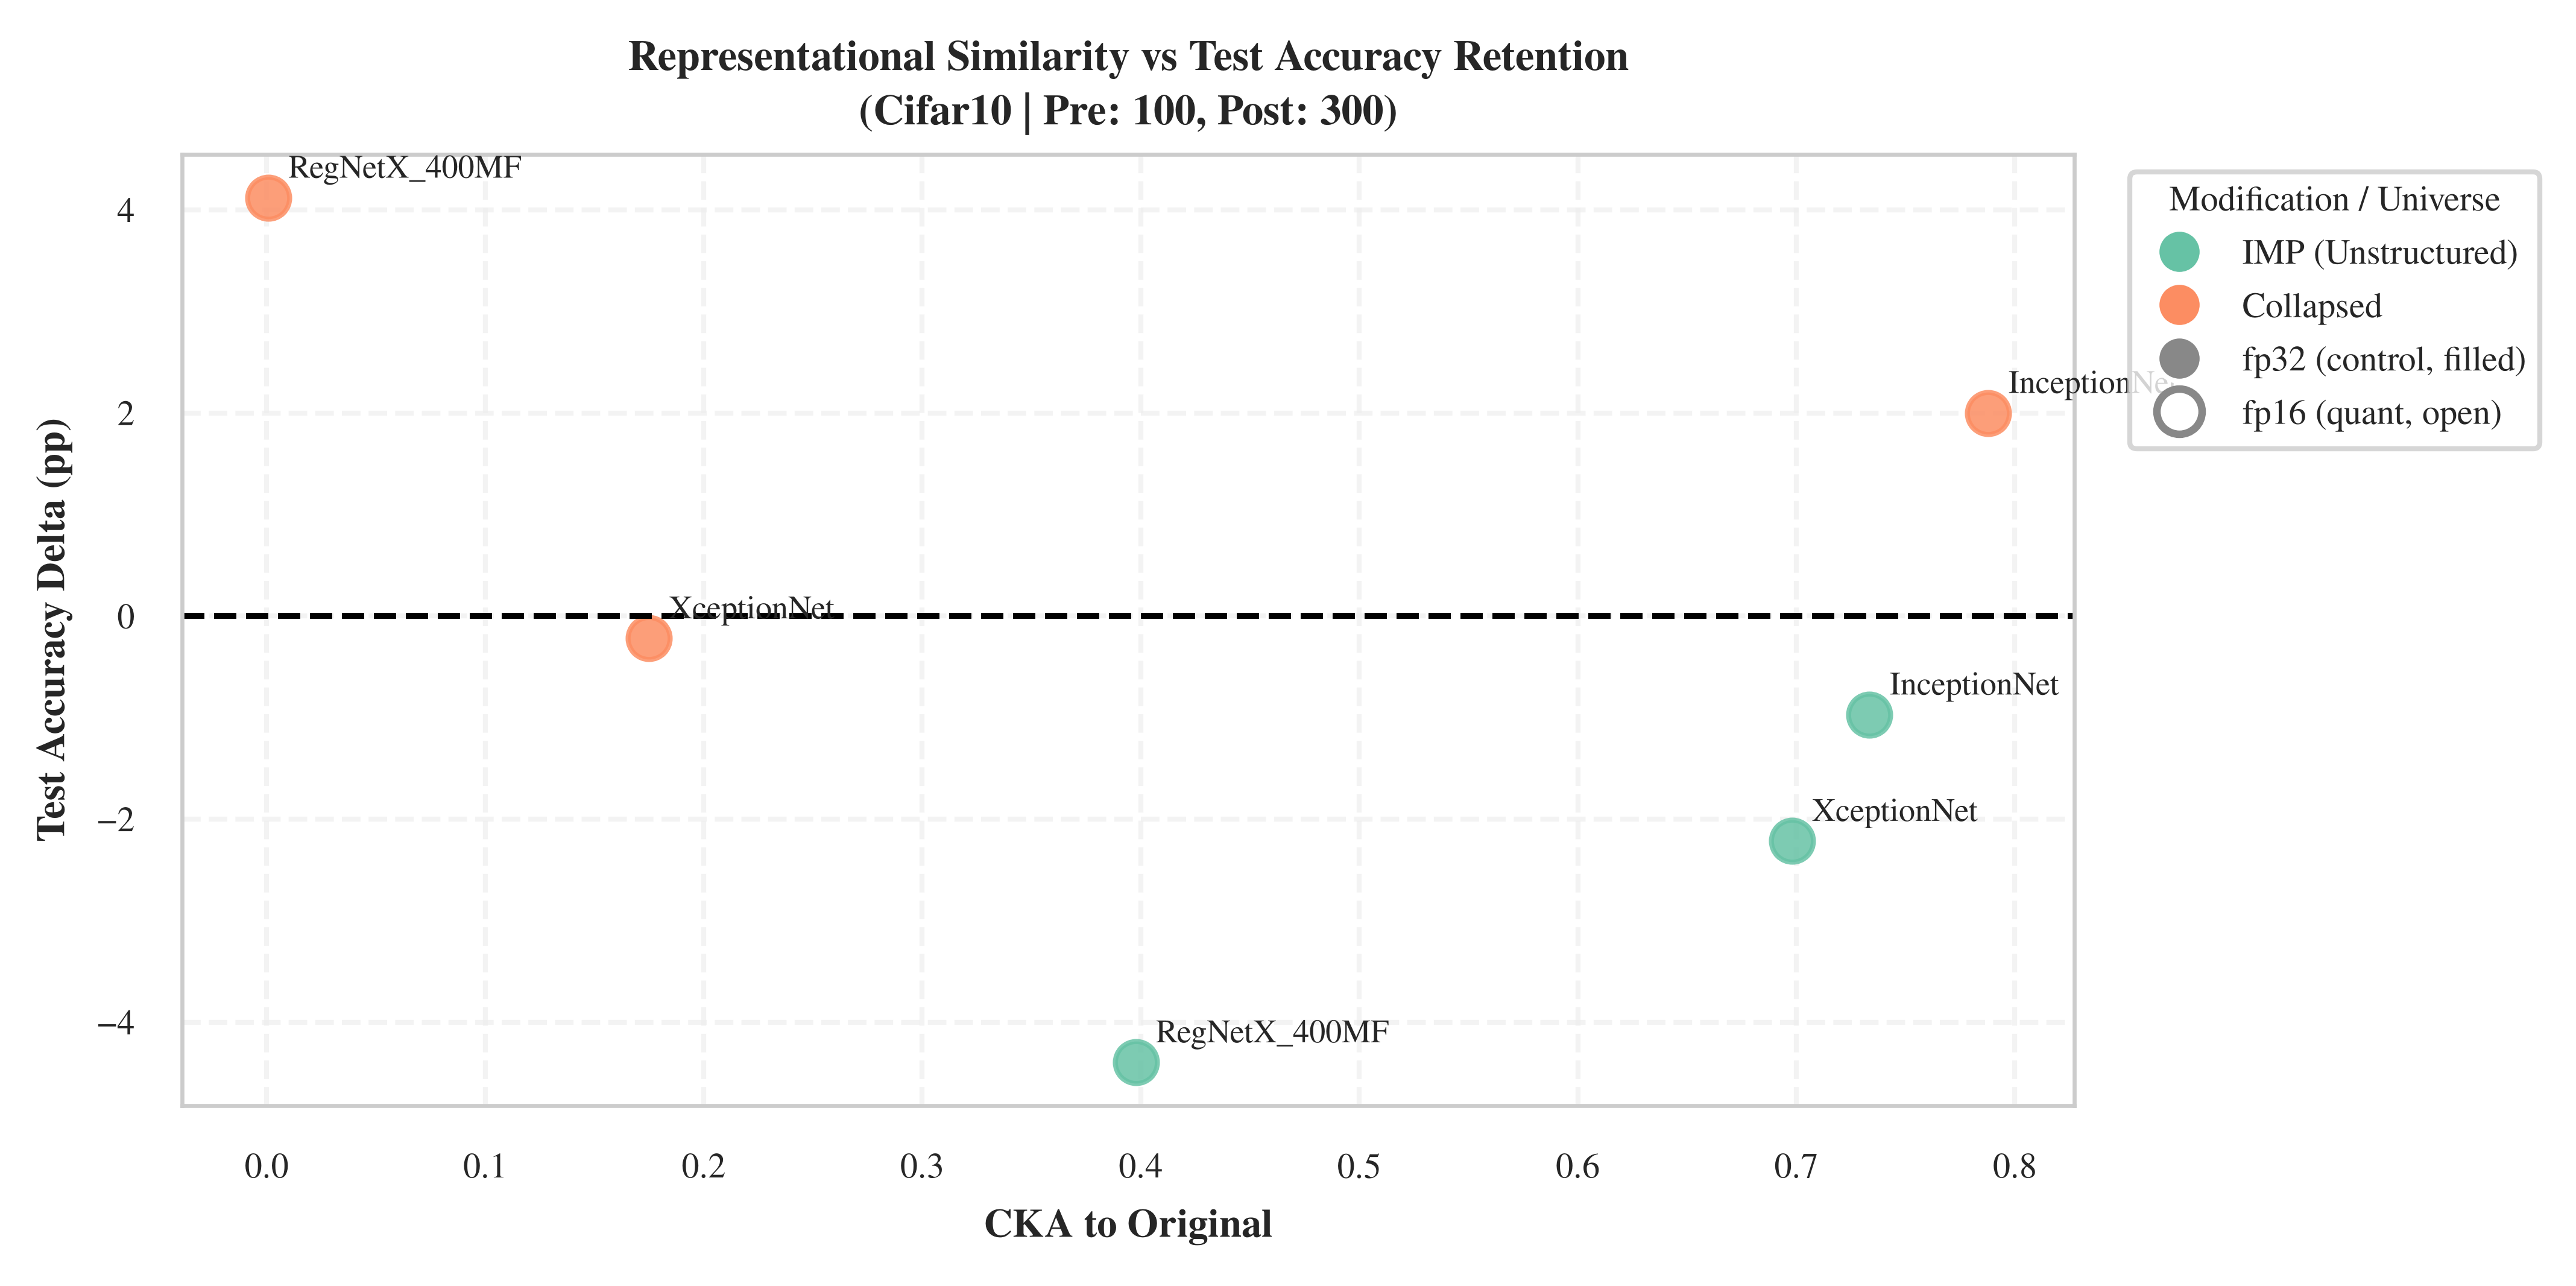 Representational Similarity vs Test Accuracy Retention
(Cifar10 | Pre: 100, Post: 300)
RegNetX_400MF
InceptionNe
XceptionNet
InceptionNet
XceptionNet
RegNetX_400MF
Test Accuracy Delta (pp)
4
2
0
−2
−4
0.0 0.1 0.2 0.3 0.4 0.5 0.6 0.7 0.8
CKA to Original
Modification / Universe
IMP (Unstructured)
Collapsed
fp32 (control, filled)
fp16 (quant, open)